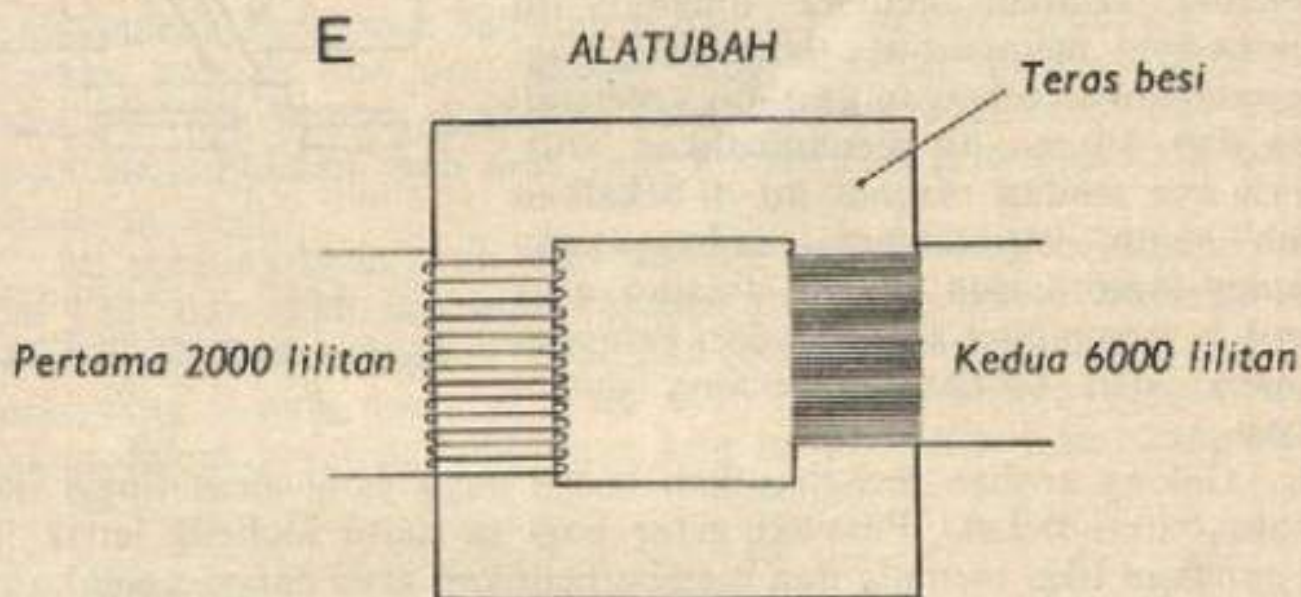 E
ALATUBAH
Teras besi
Pertama 2000 lilitan
Kedua 6000 lilitan